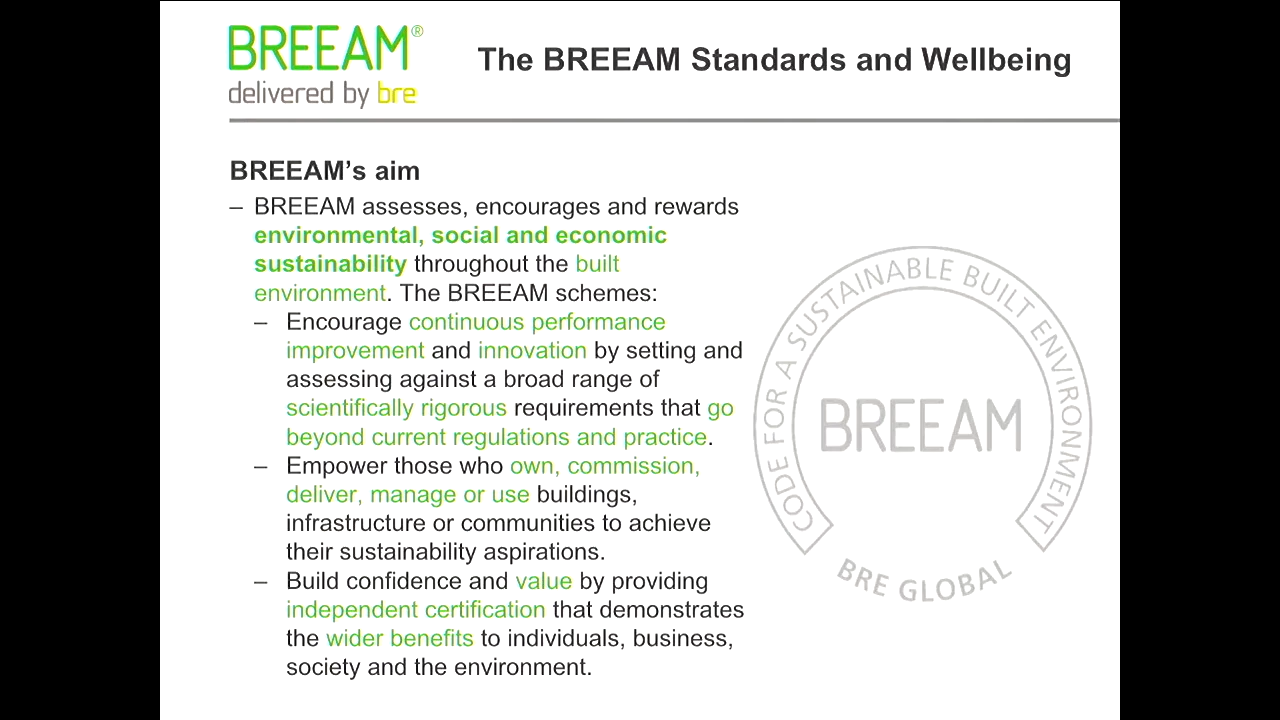 BREEAM®
delivered by bre
The BREEAM Standards and Wellbeing
BREEAM’s aim
– BREEAM assesses, encourages and rewards
environmental, social and economic
sustainability throughout the built
environment. The BREEAM schemes:
– Encourage continuous performance
improvement and innovation by setting and
assessing against a broad range of
scientifically rigorous requirements that go
beyond current regulations and practice.
– Empower those who own, commission,
deliver, manage or use buildings,
infrastructure or communities to achieve
their sustainability aspirations.
– Build confidence and value by providing
independent certification that demonstrates
the wider benefits to individuals, business,
society and the environment.
CODE FOR A SUSTAINABLE BUILT ENVIRONMENT
BREEAM
BRE GLOBAL